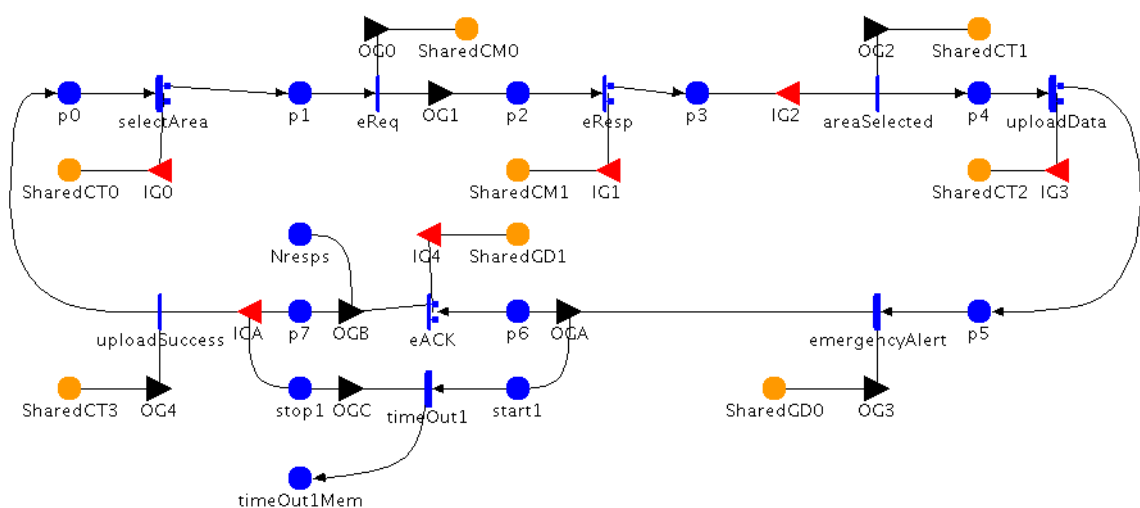 OG0
SharedCM0
OG2
SharedCT1
p0
selectArea
p1
eReq
OG1
p2
eResp
p3
IG2
areaSelected
p4
uploadData
SharedCT0
IG0
SharedCM1
IG1
SharedCT2
IG3
Nresps
IG4
SharedGD1
uploadSuccess
IGA
p7
OGB
eACK
p6
OGA
emergencyAlert
p5
SharedCT3
OG4
stop1
OGC
timeOut1
start1
SharedGD0
OG3
timeOut1Mem